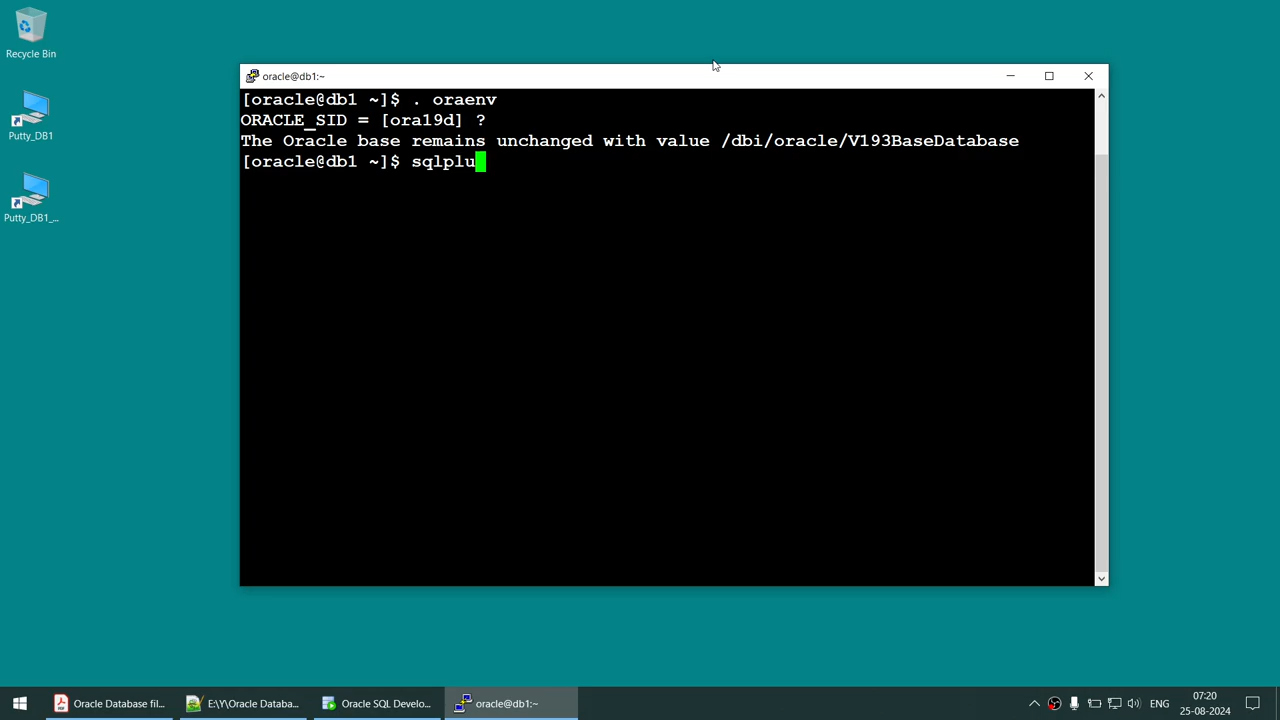 Recycle Bin
Putty_DB1
Putty_DB1_...
oracle@db1:~
[oracle@db1 ~]$ . oraenv
ORACLE_SID = [ora19d] ?
The Oracle base remains unchanged with value /dbi/oracle/V193BaseDatabase
[oracle@db1 ~]$ sqlplu
Oracle Database fil...
E:\Y\Oracle Databa...
Oracle SQL Develo...
oracle@db1:~
ENG
07:20
25-08-2024